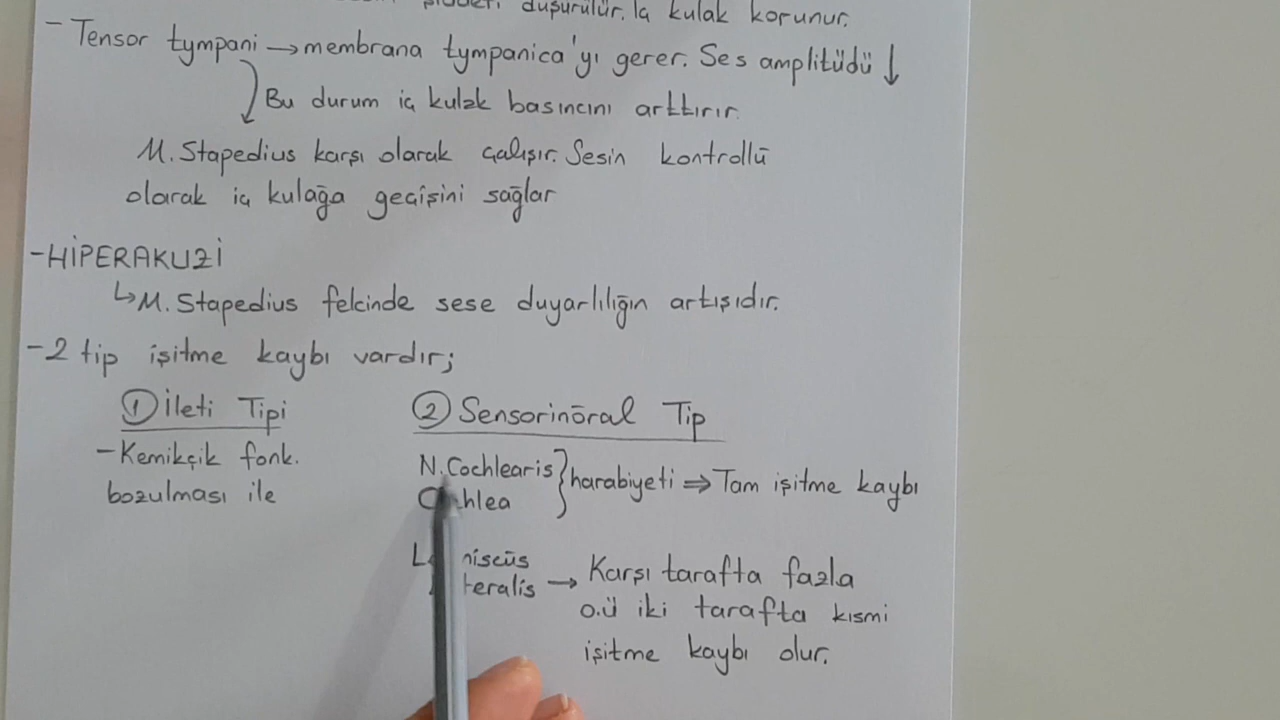 düşürülür. İç kulak korunur.
- Tensor tympani → membrana tympanica'yı gerer. Ses amplitüdü ↓
Bu durum iç kulak basıncını arttırır.
M. Stapedius karşı olarak çalışır. Sesin kontrollü
olarak iç kulağa geçişini sağlar
- HİPERAKUZİ
↳ M. Stapedius felcinde sese duyarlılığın artışıdır.
- 2 tip işitme kaybı vardır;
① İleti Tipi
- Kemikçik fonk.
bozulması ile
② Sensorinöral Tip
N. Cochlearis } harabiyeti ⇒ Tam işitme kaybı
→ Karşı tarafta fazla
o.ü iki tarafta kısmi
işitme kaybı olur.